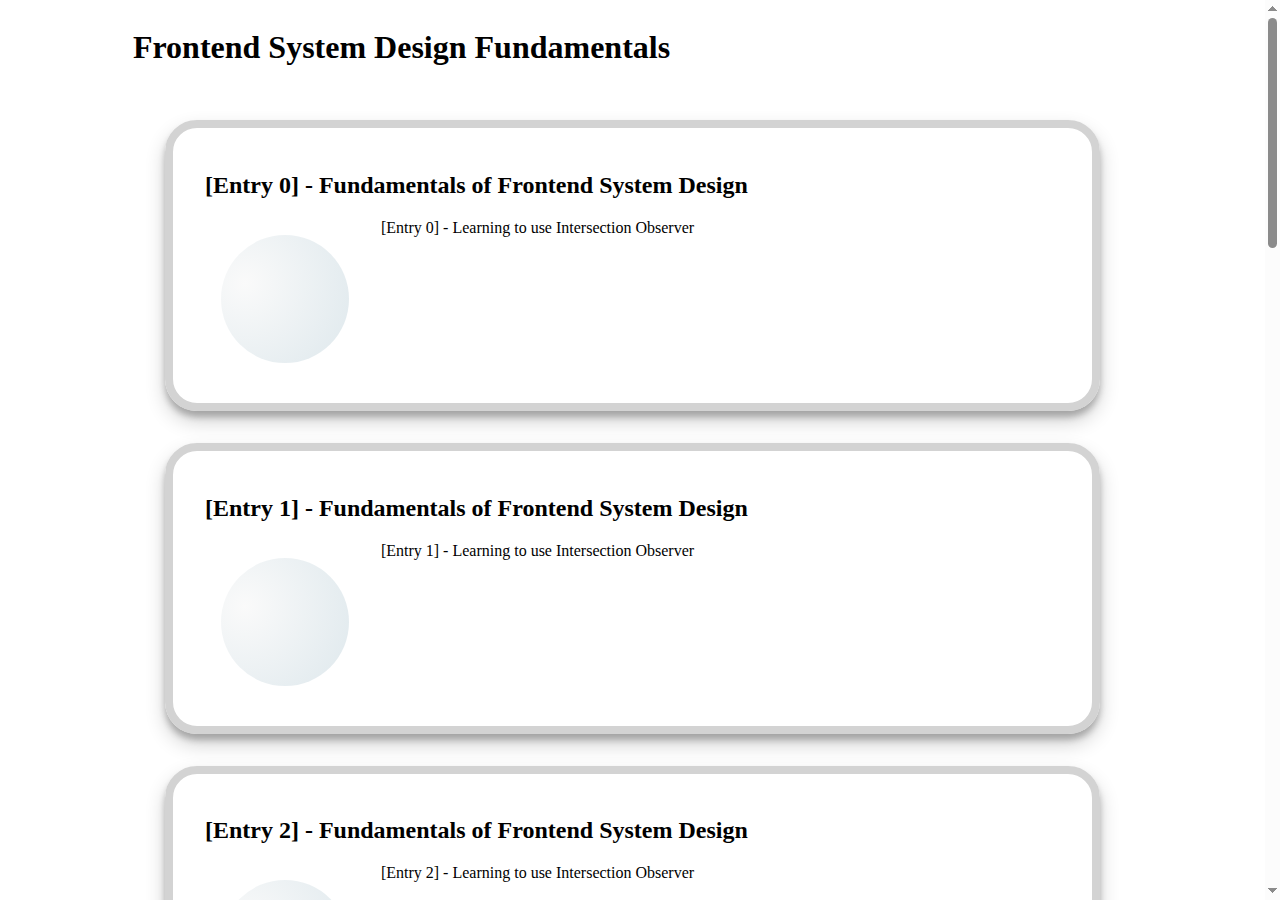 Frontend System Design Fundamentals
[Entry 0] - Fundamentals of Frontend System Design
[Entry 0] - Learning to use Intersection Observer
[Entry 1] - Fundamentals of Frontend System Design
[Entry 1] - Learning to use Intersection Observer
[Entry 2] - Fundamentals of Frontend System Design
[Entry 2] - Learning to use Intersection Observer